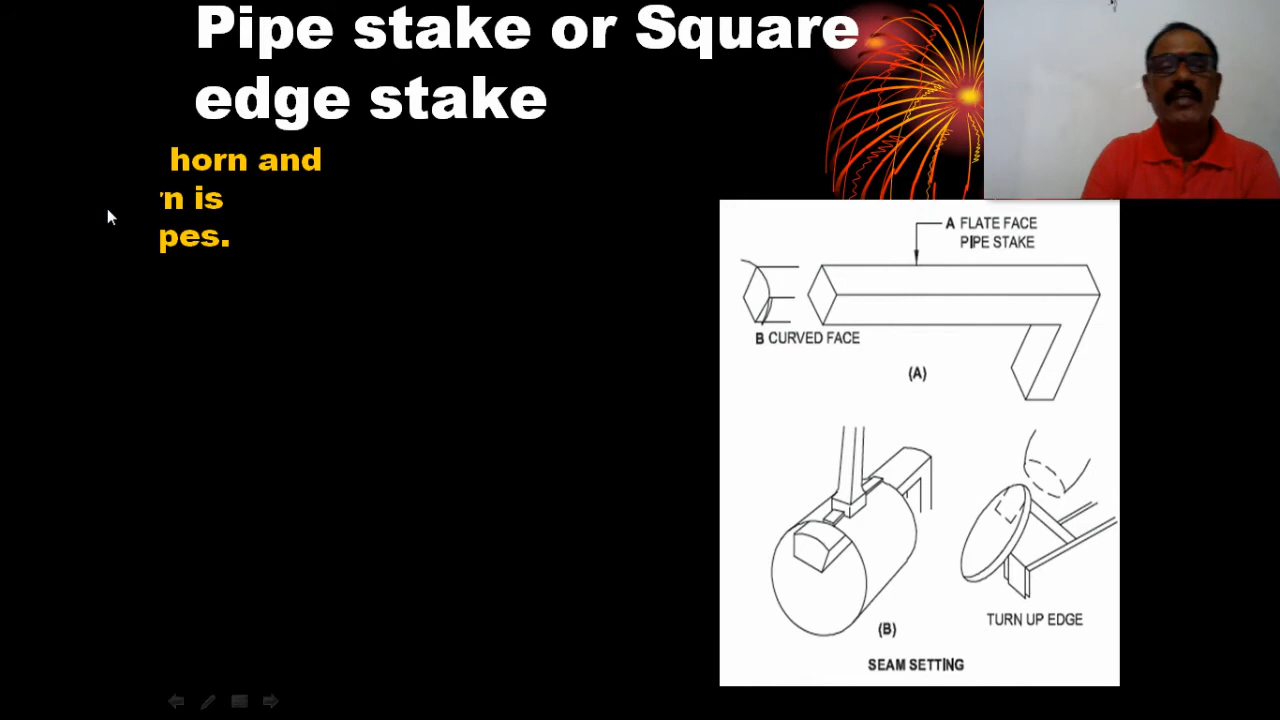 Pipe stake or Square
edge stake
horn and
is
A FLATE FACE
PIPE STAKE
B CURVED FACE
(A)
(B)
TURN UP EDGE
SEAM SETTING